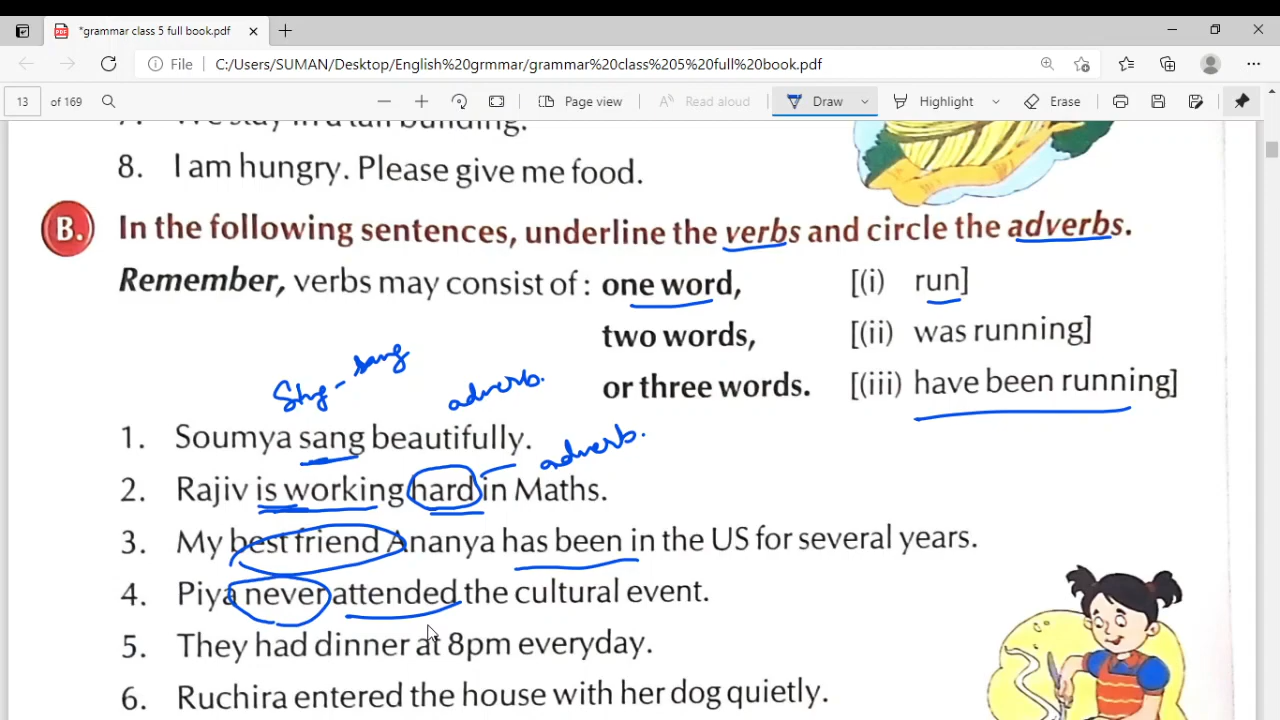 *grammar class 5 full book.pdf
File C:/Users/SUMAN/Desktop/English%20grmmar/grammar%20class%205%20full%20book.pdf
13 of 169 Page view Read aloud Draw Highlight Erase
7. We stay in a tall building.
8. I am hungry. Please give me food.
B. In the following sentences, underline the verbs and circle the adverbs.
Remember, verbs may consist of : one word, [(i) run]
two words, [(ii) was running]
or three words. [(iii) have been running]
sang
adverb.
1. Soumya sang beautifully.
adverb.
2. Rajiv is working hard in Maths.
3. My best friend Ananya has been in the US for several years.
4. Piya never attended the cultural event.
5. They had dinner at 8pm everyday.
6. Ruchira entered the house with her dog quietly.